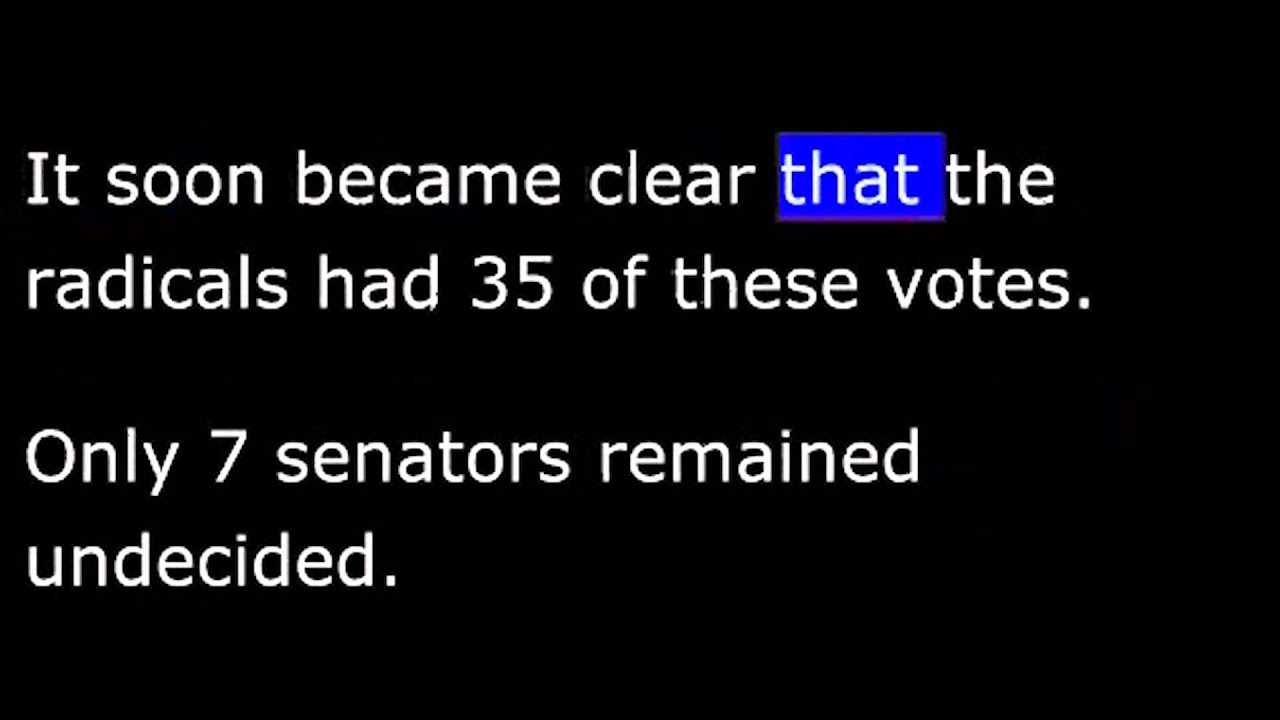 It soon became clear that the
radicals had 35 of these votes.
Only 7 senators remained
undecided.